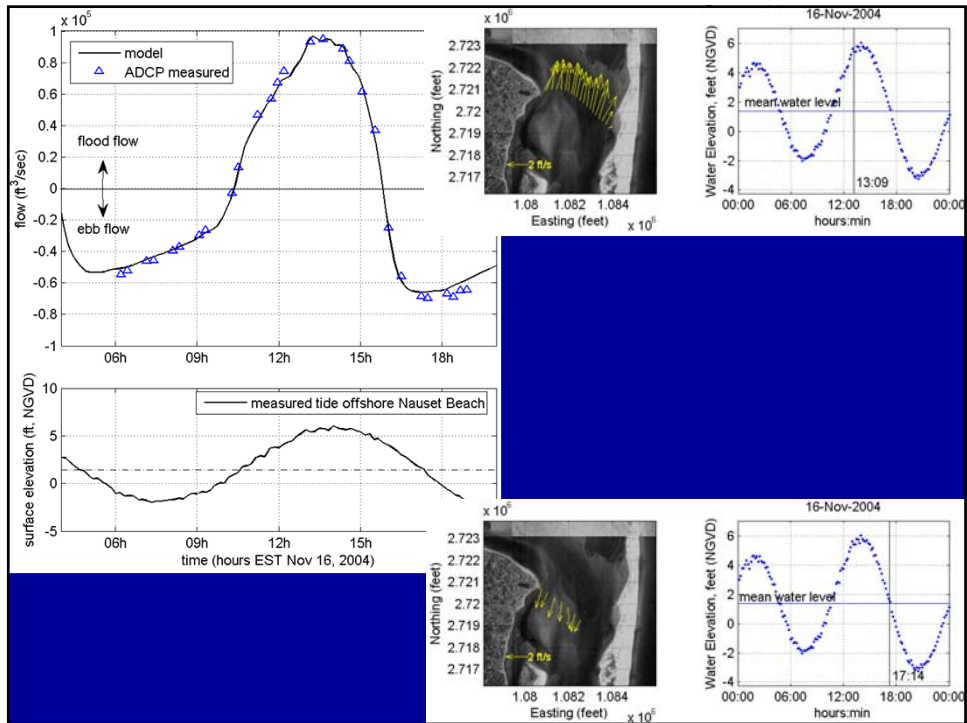 x 10^5
1
0.8
0.6
0.4
0.2
0
-0.2
-0.4
-0.6
-0.8
-1
flow (ft^3/sec)
model
ADCP measured
flood flow
ebb flow
06h
09h
12h
15h
18h
10
5
0
-5
surface elevation (ft, NGVD)
measured tide offshore Nauset Beach
06h
09h
12h
15h
18h
time (hours EST Nov 16, 2004)
x 10^6
2.723
2.722
2.721
2.72
2.719
2.718
2.717
Northing (feet)
2 ft/s
1.08
1.082
1.084
Easting (feet)
x 10^6
16-Nov-2004
6
4
2
0
-2
-4
Water Elevation, feet (NGVD)
mean water level
13:09
00:00
06:00
12:00
18:00
00:00
hours:min
x 10^6
2.723
2.722
2.721
2.72
2.719
2.718
2.717
Northing (feet)
2 ft/s
1.08
1.082
1.084
Easting (feet)
x 10^6
16-Nov-2004
6
4
2
0
-2
-4
Water Elevation, feet (NGVD)
mean water level
17:14
00:00
06:00
12:00
18:00
00:00
hours:min